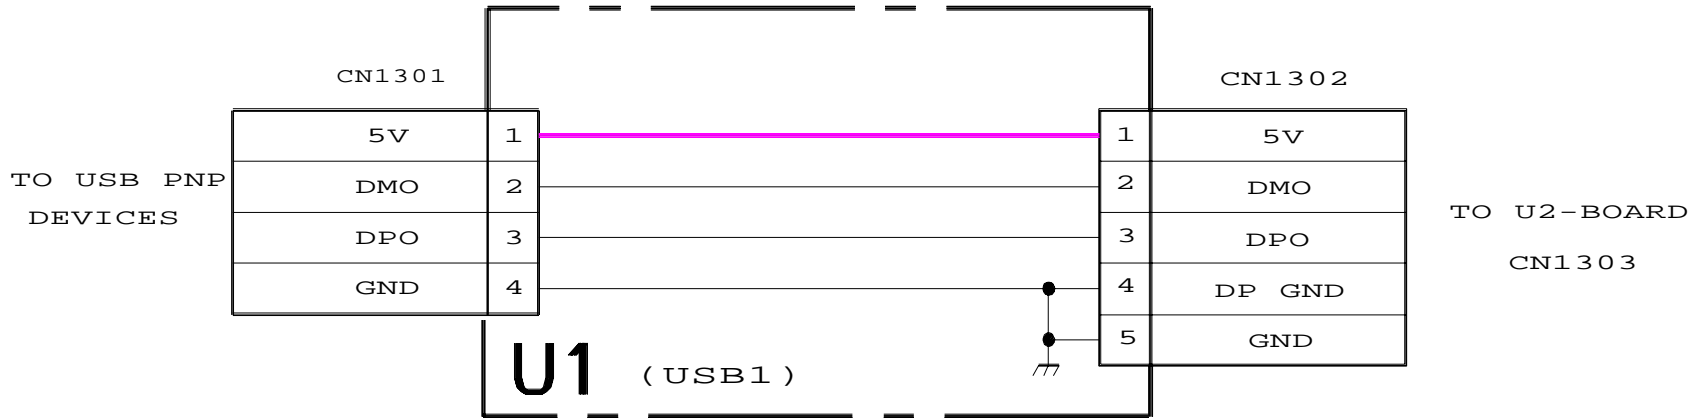 CN1301
CN1302
5V 1
1 5V
TO USB PNP
DEVICES
DMO 2
2 DMO
DPO 3
3 DPO
TO U2-BOARD
CN1303
GND 4
4 DP GND
5 GND
U1 (USB1)